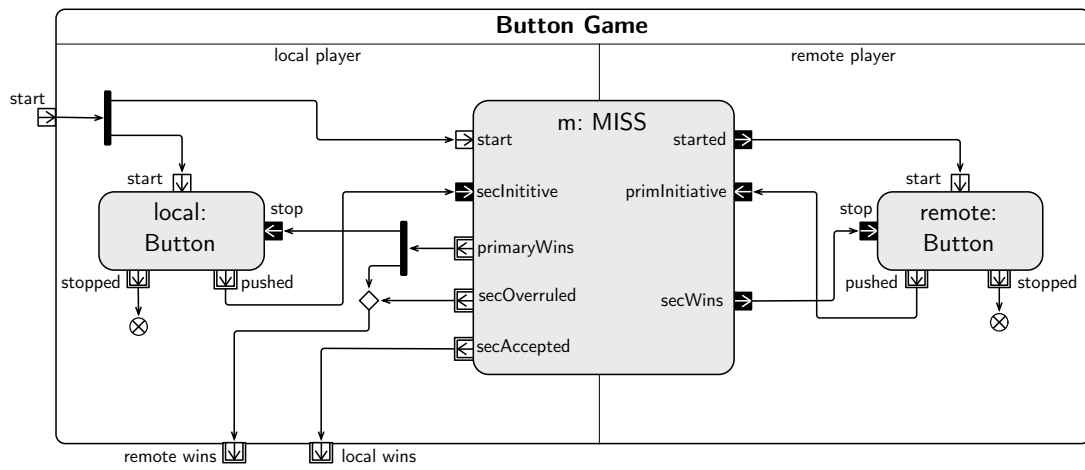 Button Game
local player
remote player
start
m: MISS
start
started
start
start
secInititive
primInitiative
local:
Button
stop
stop
remote:
Button
primaryWins
stopped
pushed
pushed
stopped
secOverruled
secWins
secAccepted
remote wins
local wins